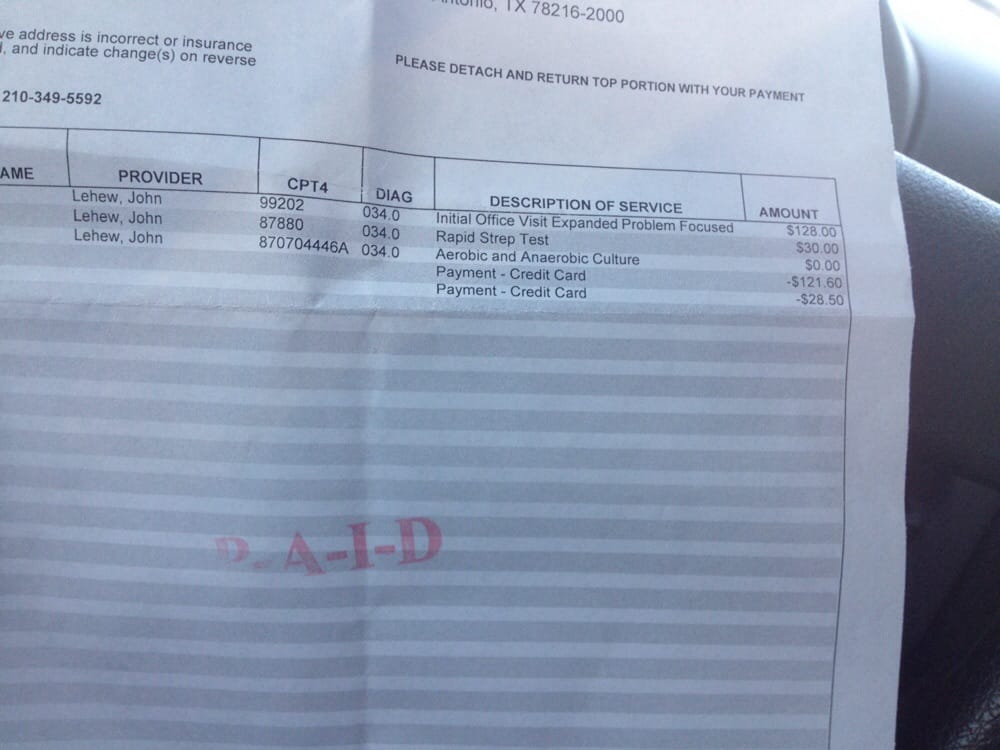 TX 78216-2000
address is incorrect or insurance
and indicate change(s) on reverse
PLEASE DETACH AND RETURN TOP PORTION WITH YOUR PAYMENT
210-349-5592
PROVIDER CPT4 DIAG DESCRIPTION OF SERVICE AMOUNT
Lehew, John 99202 034.0 Initial Office Visit Expanded Problem Focused $128.00
Lehew, John 87880 034.0 Rapid Strep Test $30.00
Lehew, John 870704446A 034.0 Aerobic and Anaerobic Culture $0.00
Payment - Credit Card -$121.60
Payment - Credit Card -$28.50
P-A-I-D